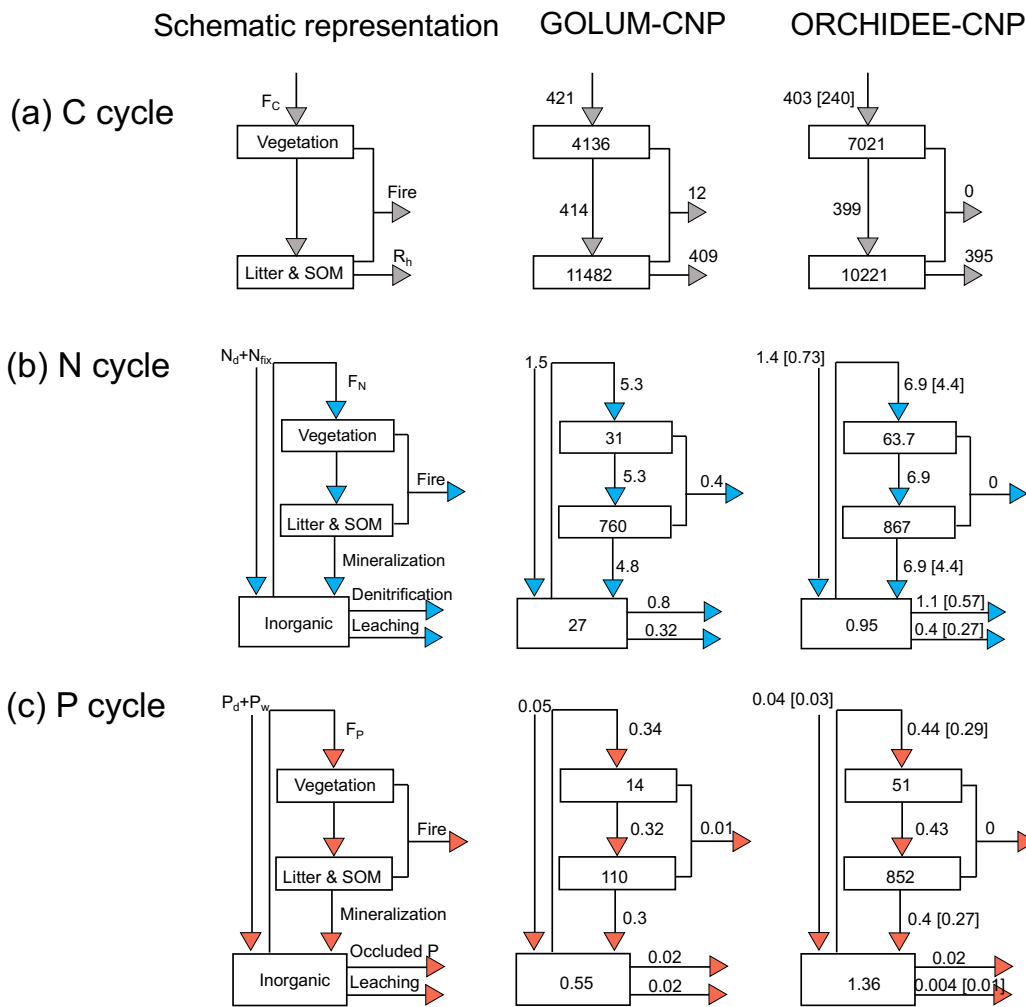 Schematic representation GOLUM-CNP ORCHIDEE-CNP
(a) C cycle
F_C 421 403 [240]
Vegetation 4136 7021
Fire 12 0
414 399
R_h 409 395
Litter & SOM 11482 10221
(b) N cycle
N_d+N_fix 1.5 1.4 [0.73]
F_N 5.3 6.9 [4.4]
Vegetation 31 63.7
Fire 5.3 0.4 6.9 0
Litter & SOM 760 867
Mineralization 4.8 6.9 [4.4]
Denitrification 0.8 1.1 [0.57]
Inorganic 27 0.95
Leaching 0.32 0.4 [0.27]
(c) P cycle
P_d+P_w 0.05 0.04 [0.03]
F_P 0.34 0.44 [0.29]
Vegetation 14 51
Fire 0.32 0.01 0.43 0
Litter & SOM 110 852
Mineralization 0.3 0.4 [0.27]
Occluded P 0.02 0.02
Inorganic 0.55 1.36
Leaching 0.02 0.004 [0.01]